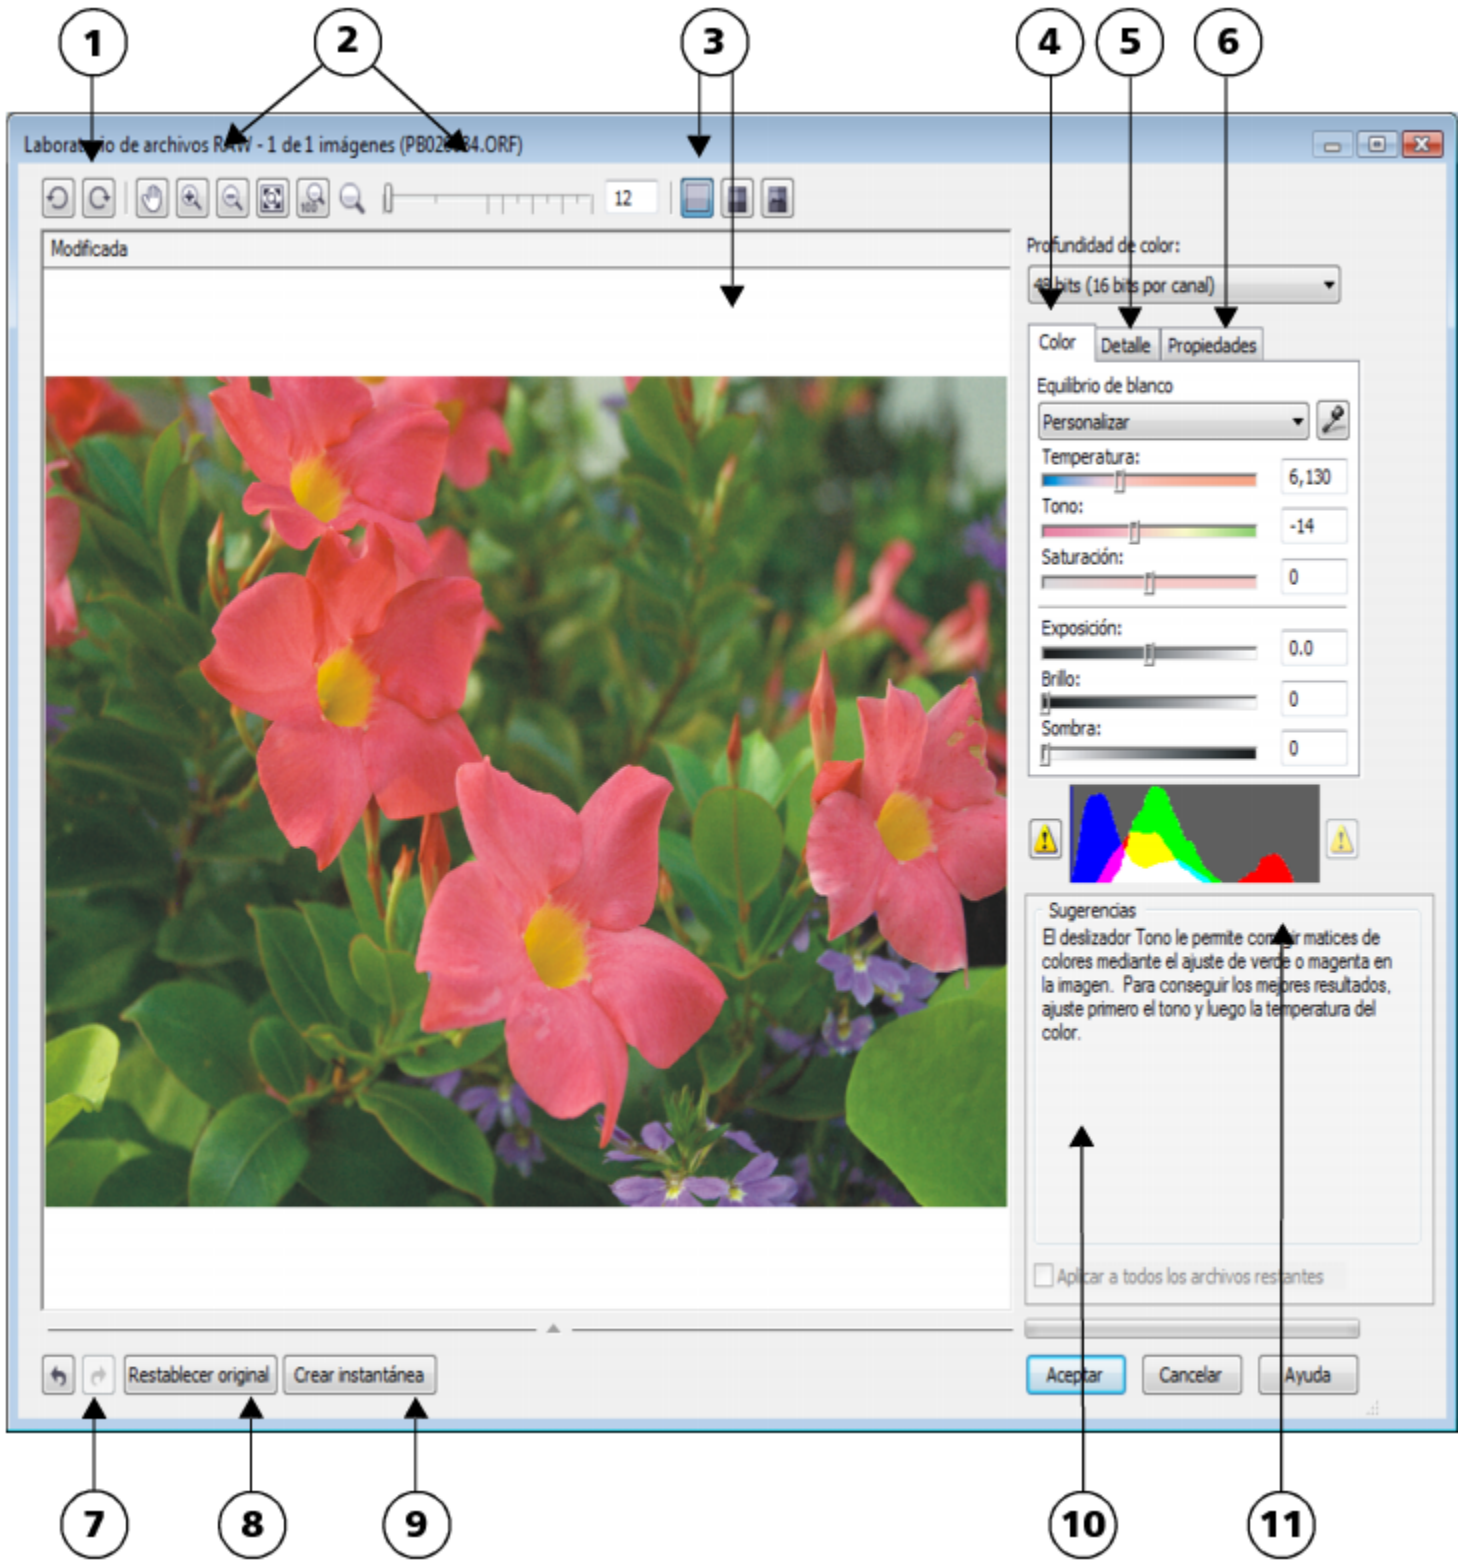 1
2
3
4
5
6
Laboratorio de archivos RAW - 1 de 1 imágenes (PB02 34.ORF)
100
12
Modificada
Profundidad de color:
48 bits (16 bits por canal)
Color
Detalle
Propiedades
Equilibrio de blanco
Personalizar
Temperatura:
6,130
Tono:
-14
Saturación:
0
Exposición:
0.0
Brillo:
0
Sombra:
0
Sugerencias
El deslizador Tono le permite corregir matices de
colores mediante el ajuste de verde o magenta en
la imagen. Para conseguir los mejores resultados,
ajuste primero el tono y luego la temperatura del
color.
Aplicar a todos los archivos restantes
Restablecer original
Crear instantánea
Aceptar
Cancelar
Ayuda
7
8
9
10
11